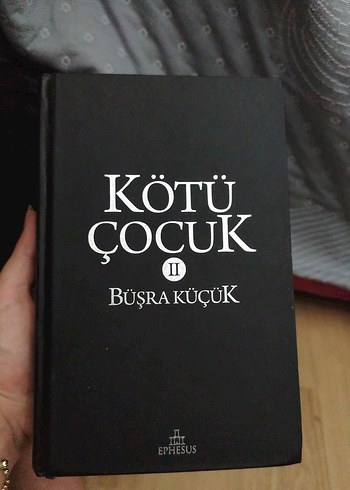 KÖTÜ
ÇOCUK
II
BÜŞRA KÜÇÜK
EPHESUS